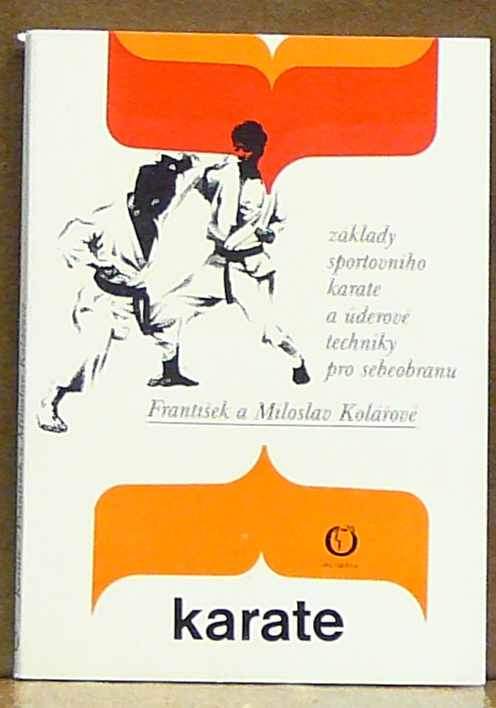 základy
sportovního
karate
a úderové
techniky
pro sebeobranu
František a Miloslav Kolářové
karate